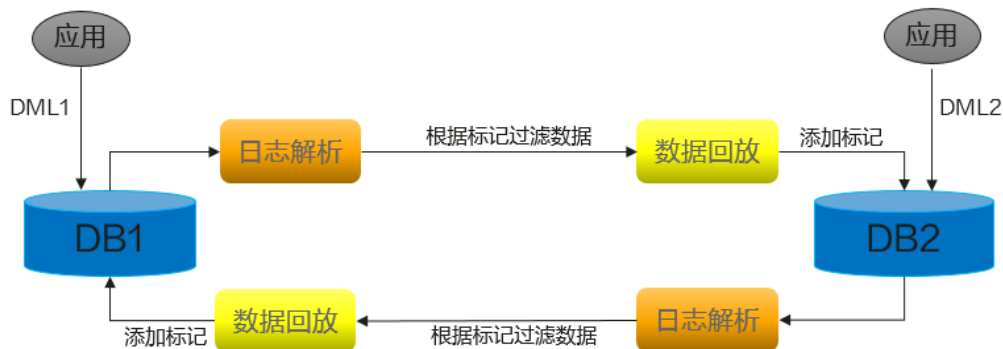 应用
应用
DML1
DML2
日志解析
根据标记过滤数据
数据回放
添加标记
DB1
DB2
添加标记
数据回放
根据标记过滤数据
日志解析